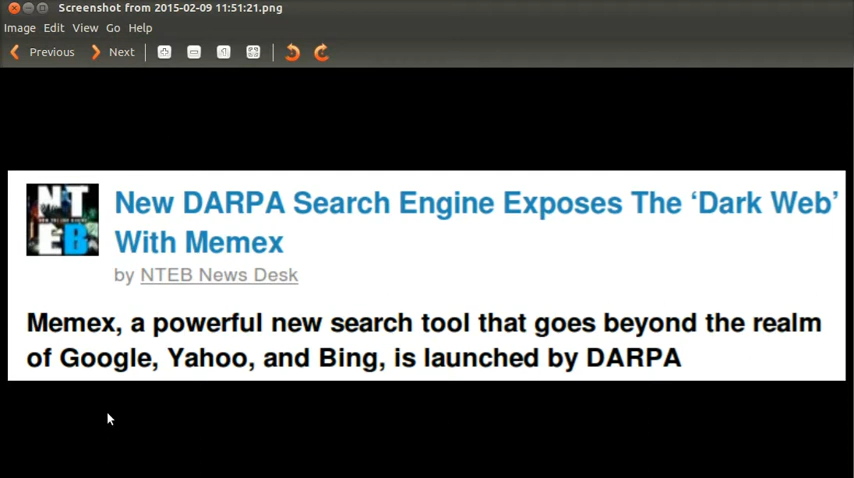 Screenshot from 2015-02-09 11:51:21.png
Image Edit View Go Help
Previous Next
NT
EB
New DARPA Search Engine Exposes The ‘Dark Web’
With Memex
by NTEB News Desk
Memex, a powerful new search tool that goes beyond the realm
of Google, Yahoo, and Bing, is launched by DARPA